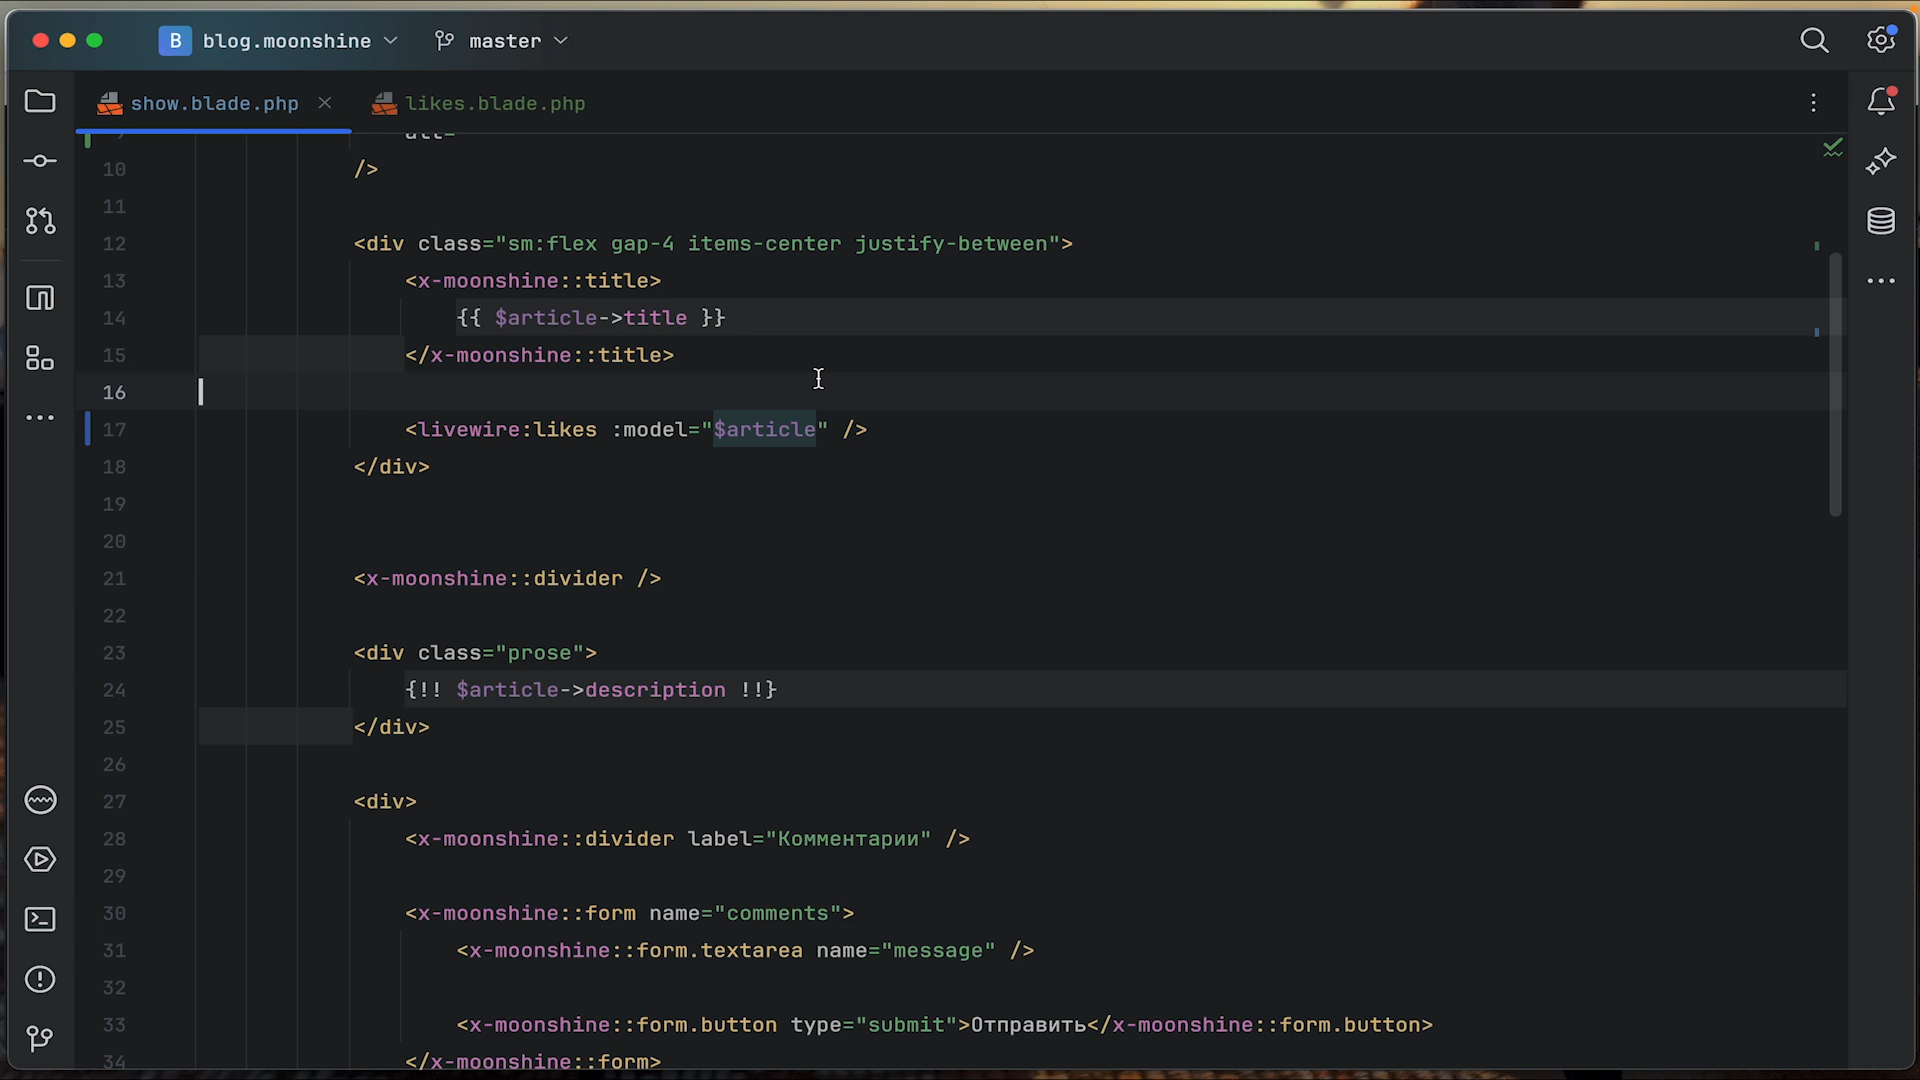 B blog.moonshine master
show.blade.php likes.blade.php
10 />
11
12 <div class="sm:flex gap-4 items-center justify-between">
13 <x-moonshine::title>
14 {{ $article->title }}
15 </x-moonshine::title>
16
17 <livewire:likes :model="$article" />
18 </div>
19
20
21 <x-moonshine::divider />
22
23 <div class="prose">
24 {!! $article->description !!}
25 </div>
26
27 <div>
28 <x-moonshine::divider label="Комментарии" />
29
30 <x-moonshine::form name="comments">
31 <x-moonshine::form.textarea name="message" />
32
33 <x-moonshine::form.button type="submit">Отправить</x-moonshine::form.button>
34 </x-moonshine::form>